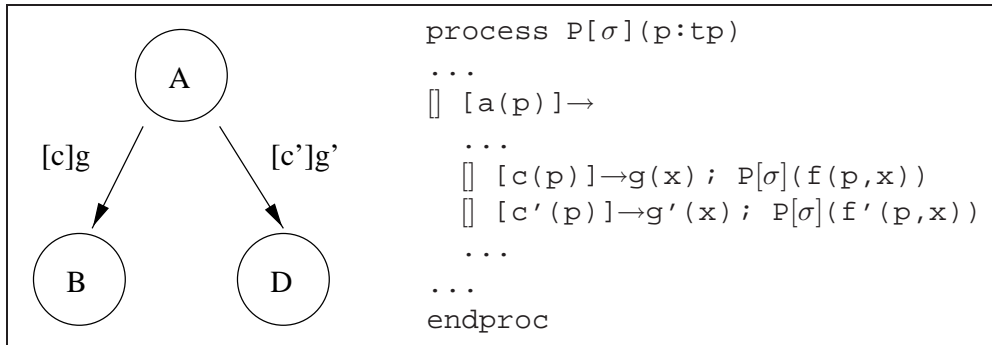 A
[c]g
[c']g'
B
D
process P[σ](p:tp)
...
[] [a(p)]→
...
[] [c(p)]→g(x); P[σ](f(p,x))
[] [c'(p)]→g'(x); P[σ](f'(p,x))
...
...
endproc